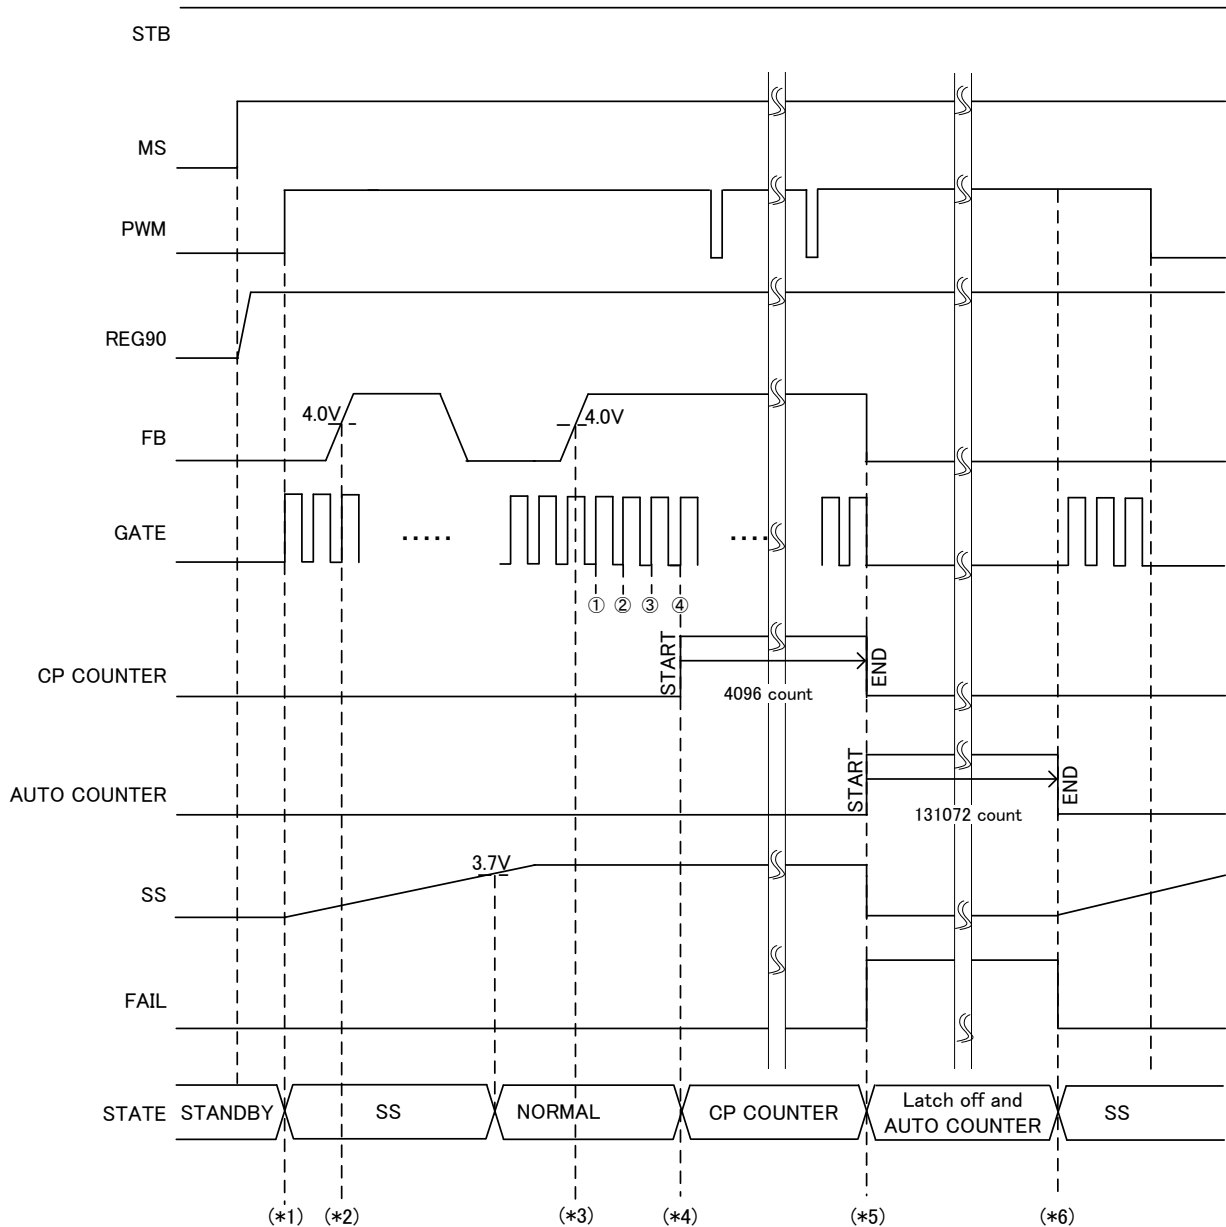 STB
MS
PWM
REG90
4.0V
4.0V
FB
GATE
.....
....
① ② ③ ④
START
END
CP COUNTER
4096 count
START
END
AUTO COUNTER
131072 count
3.7V
SS
FAIL
STATE STANDBY SS NORMAL CP COUNTER Latch off and AUTO COUNTER SS
(*1) (*2) (*3) (*4) (*5) (*6)